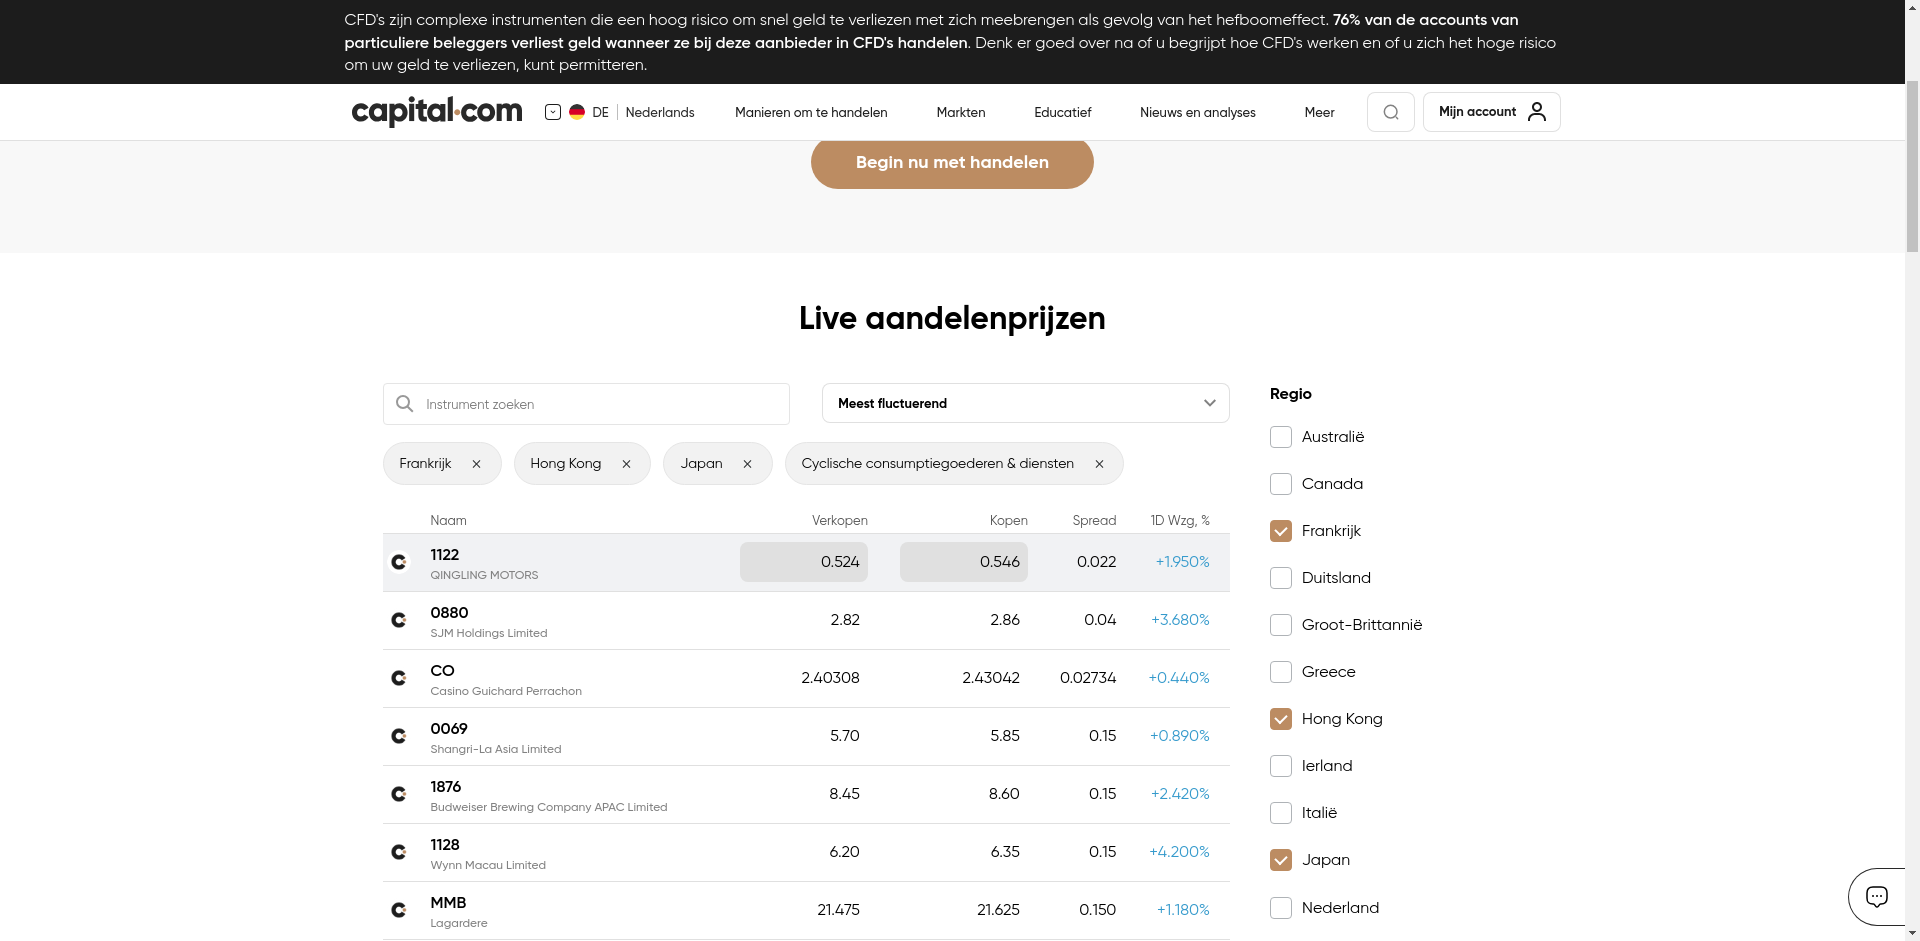 CFD's zijn complexe instrumenten die een hoog risico om snel geld te verliezen met zich meebrengen als gevolg van het hefboomeffect. 76% van de accounts van
particuliere beleggers verliest geld wanneer ze bij deze aanbieder in CFD's handelen. Denk er goed over na of u begrijpt hoe CFD's werken en of u zich het hoge risico
om uw geld te verliezen, kunt permitteren.
capital.com DE Nederlands Manieren om te handelen Markten Educatief Nieuws en analyses Meer Mijn account
Begin nu met handelen
Live aandelenprijzen
Instrument zoeken
Meest fluctuerend
Frankrijk Hong Kong Japan Cyclische consumptiegoederen & diensten
Naam Verkopen Kopen Spread 1D Wzg, %
1122 0.524 0.546 0.022 +1.950%
QINGLING MOTORS
0880 2.82 2.86 0.04 +3.680%
SJM Holdings Limited
CO 2.40308 2.43042 0.02734 +0.440%
Casino Guichard Perrachon
0069 5.70 5.85 0.15 +0.890%
Shangri-La Asia Limited
1876 8.45 8.60 0.15 +2.420%
Budweiser Brewing Company APAC Limited
1128 6.20 6.35 0.15 +4.200%
Wynn Macau Limited
MMB 21.475 21.625 0.150 +1.180%
Lagardere
Regio
Australië
Canada
Frankrijk
Duitsland
Groot-Brittannië
Greece
Hong Kong
Ierland
Italië
Japan
Nederland